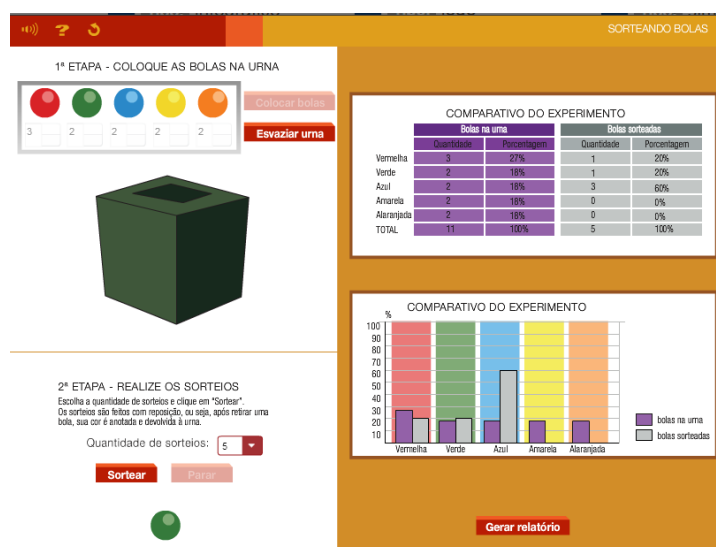 SORTEANDO BOLAS
1ª ETAPA - COLOQUE AS BOLAS NA URNA
Colocar bolas
3 2 2 2 2
Esvaziar urna
COMPARATIVO DO EXPERIMENTO
Bolas na urna Bolas sorteadas
Quantidade Porcentagem Quantidade Porcentagem
Vermelha 3 27% 1 20%
Verde 2 18% 1 20%
Azul 2 18% 3 60%
Amarela 2 18% 0 0%
Alaranjada 2 18% 0 0%
TOTAL 11 100% 5 100%
COMPARATIVO DO EXPERIMENTO
%
100
90
80
70
60
50
40
30
20
10
Vermelha Verde Azul Amarela Alaranjada
bolas na urna
bolas sorteadas
2ª ETAPA - REALIZE OS SORTEIOS
Escolha a quantidade de sorteios e clique em "Sortear".
Os sorteios são feitos com reposição, ou seja, após retirar uma
bola, sua cor é anotada e devolvida à urna.
Quantidade de sorteios: 5
Sortear Parar
Gerar relatório